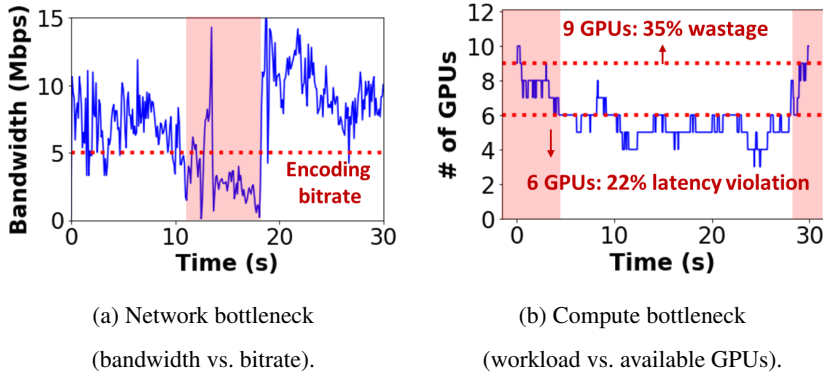 Bandwidth (Mbps)
15
10
5
0
Encoding
bitrate
0
10
20
30
Time (s)
# of GPUs
12
10
8
6
4
2
0
9 GPUs: 35% wastage
6 GPUs: 22% latency violation
0
10
20
30
Time (s)
(a) Network bottleneck
(bandwidth vs. bitrate).
(b) Compute bottleneck
(workload vs. available GPUs).